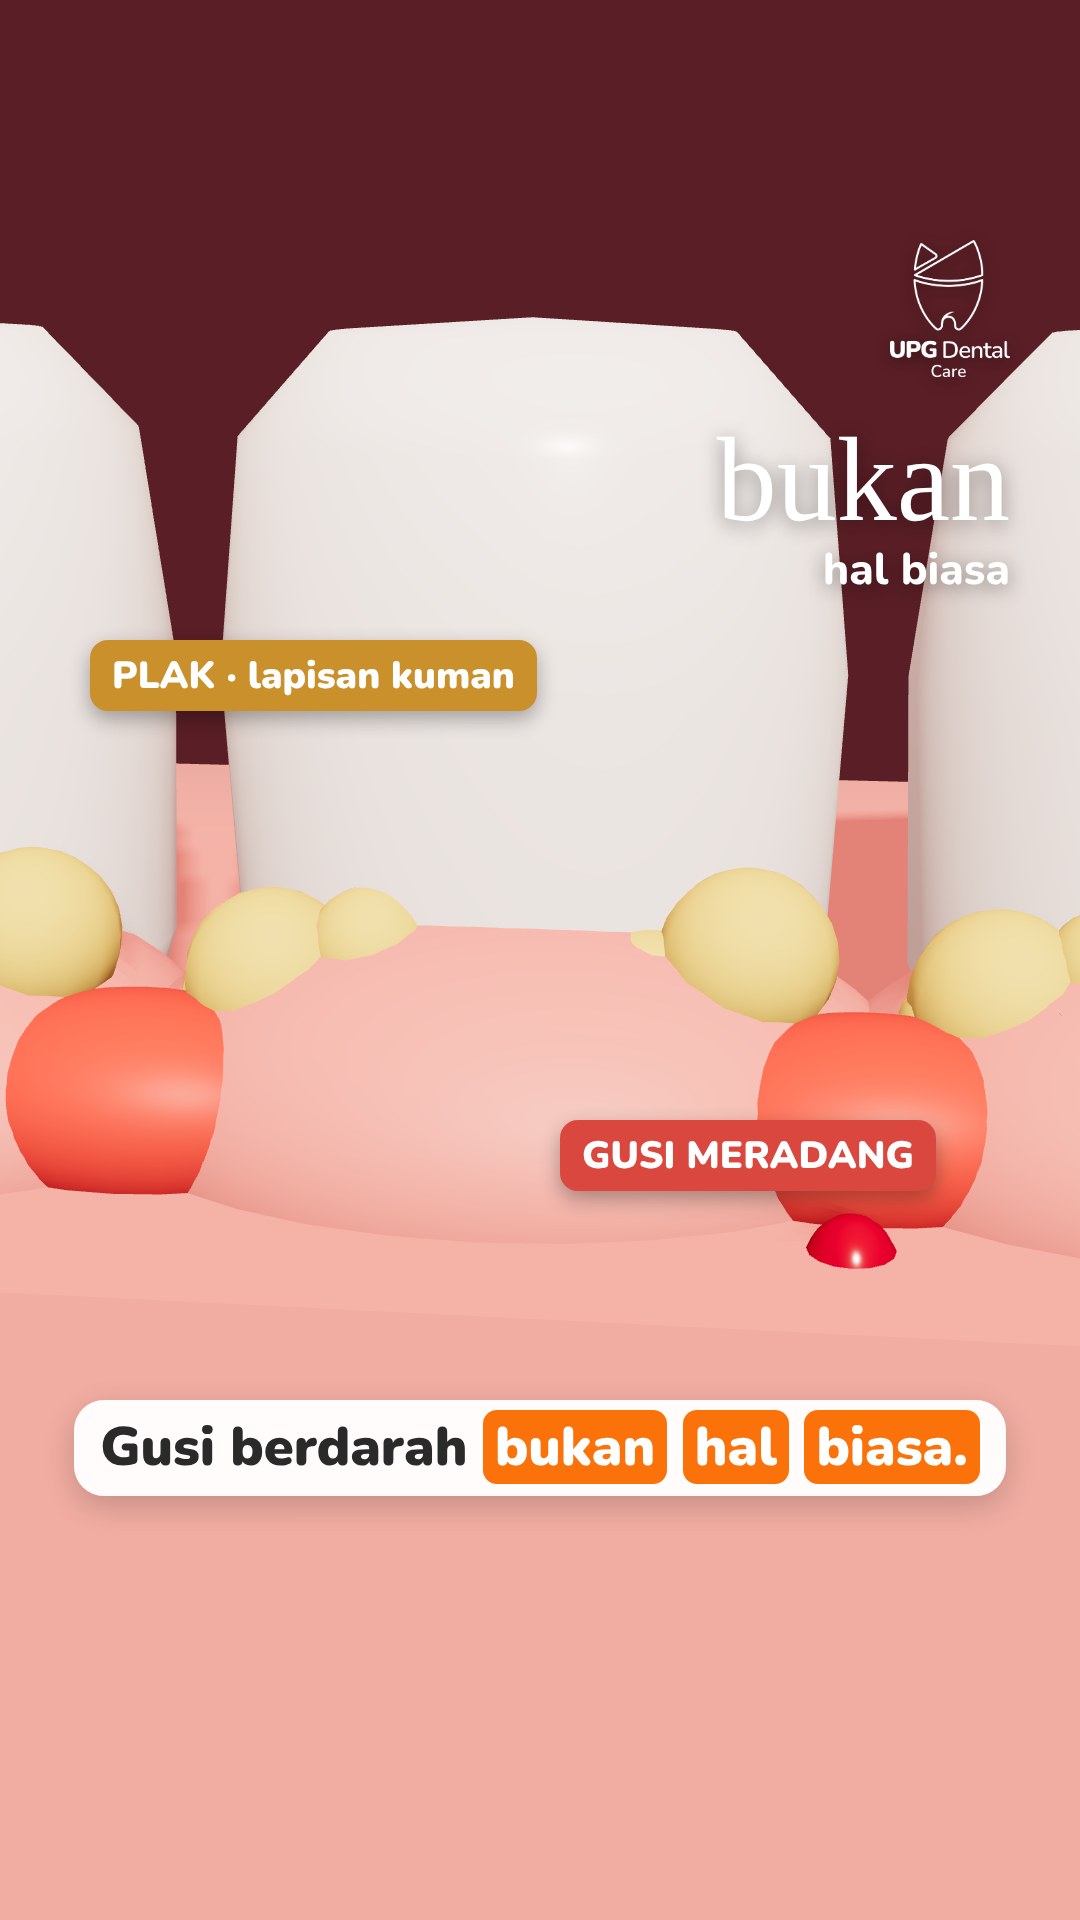 UPG Dental
Care
bukan
hal biasa
PLAK · lapisan kuman
GUSI MERADANG
Gusi berdarah bukan hal biasa.